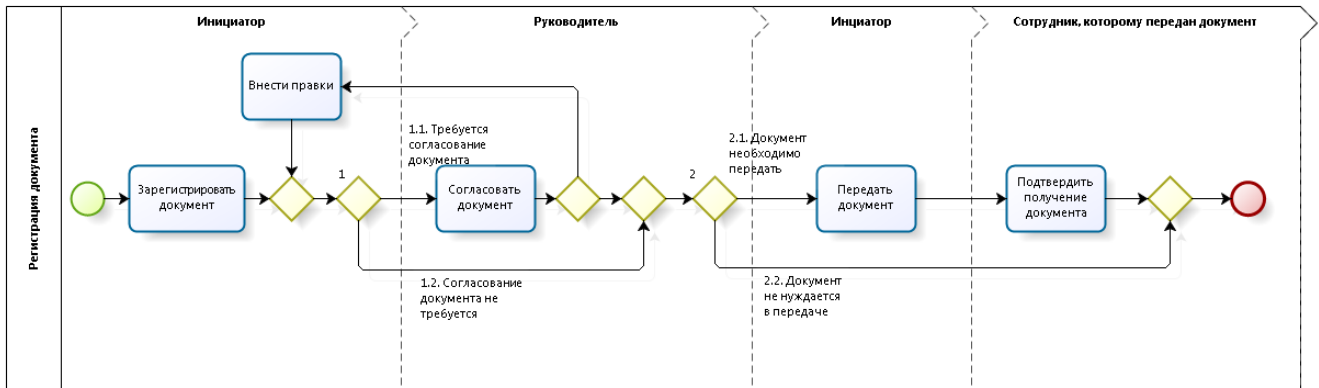 Инициатор
Руководитель
Инциатор
Сотрудник, которому передан документ
Регистрация документа
Внести правки
1.1. Требуется
согласование
документа
2.1. Документ
необходимо
передать
1
2
Зарегистрировать
документ
Согласовать
документ
Передать
документ
Подтвердить
получение
документа
1.2. Согласование
документа не
требуется
2.2. Документ
не нуждается
в передаче